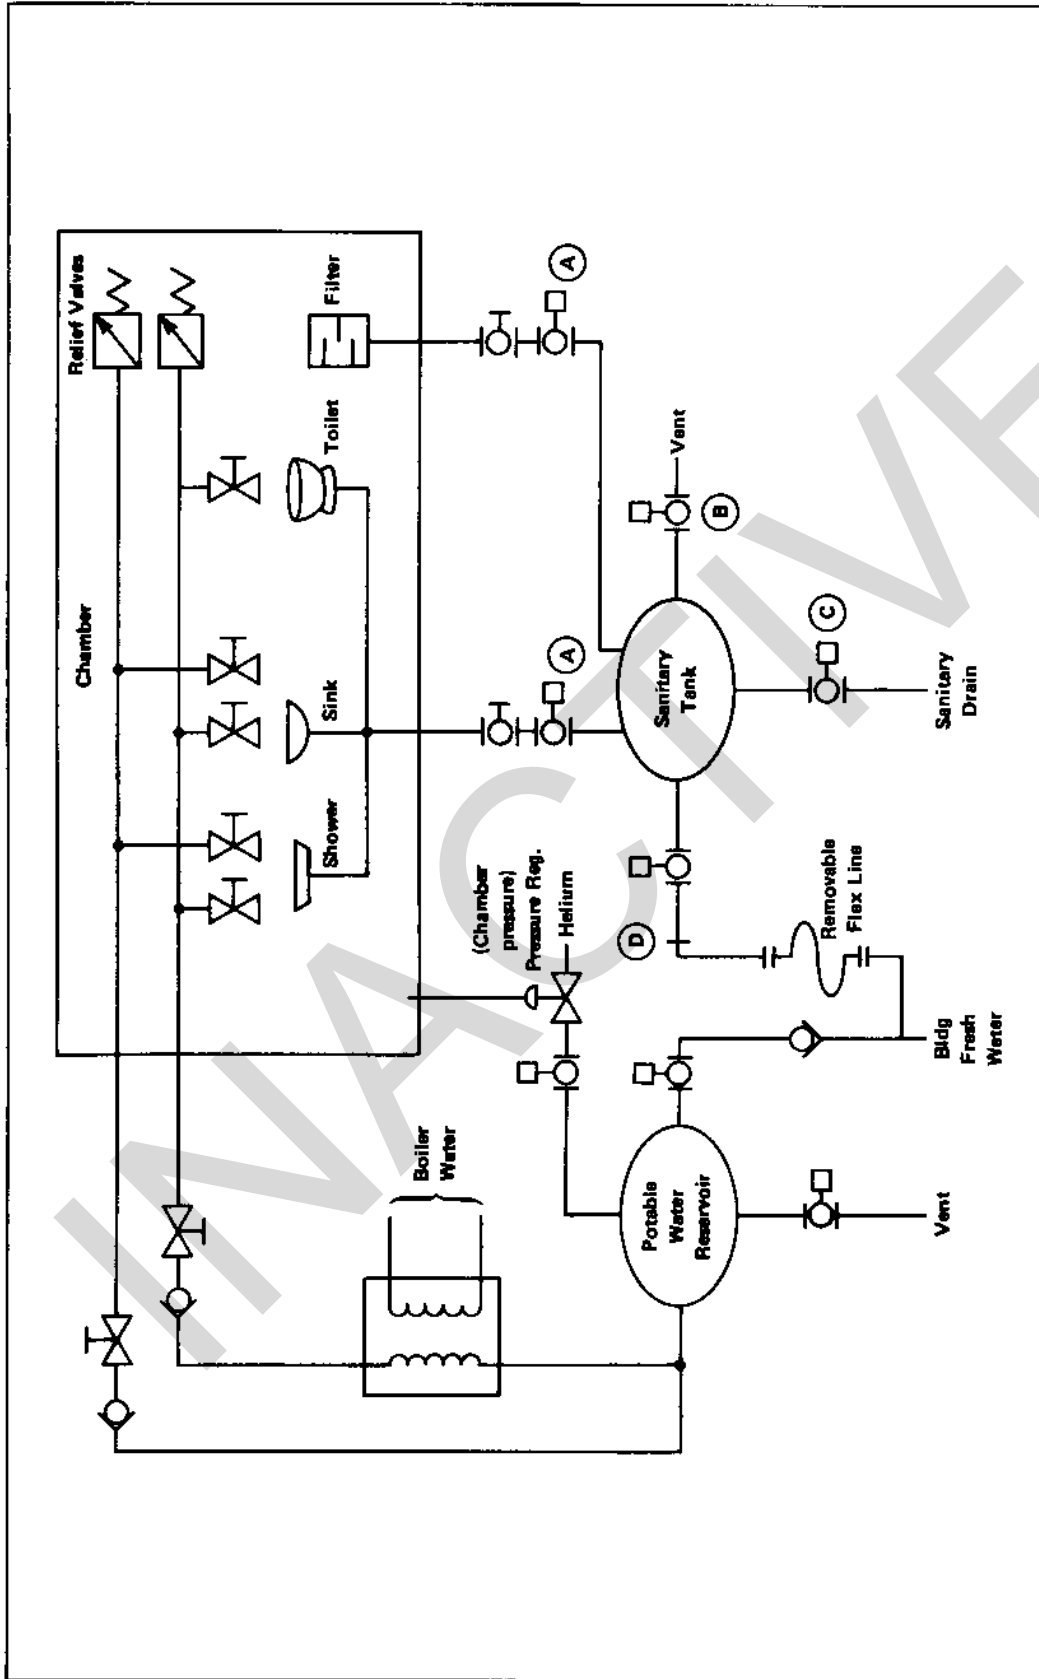 Chamber
Relief Valves
Shower
Sink
Toilet
Filter
Boiler
Water
(Chamber
pressure)
Pressure Reg.
Helium
A
A
Potable
Water
Reservoir
D
Sanitary
Tank
B
Vent
Removable
Flex Line
C
Vent
Bldg
Fresh
Water
Sanitary
Drain
INACTIVE